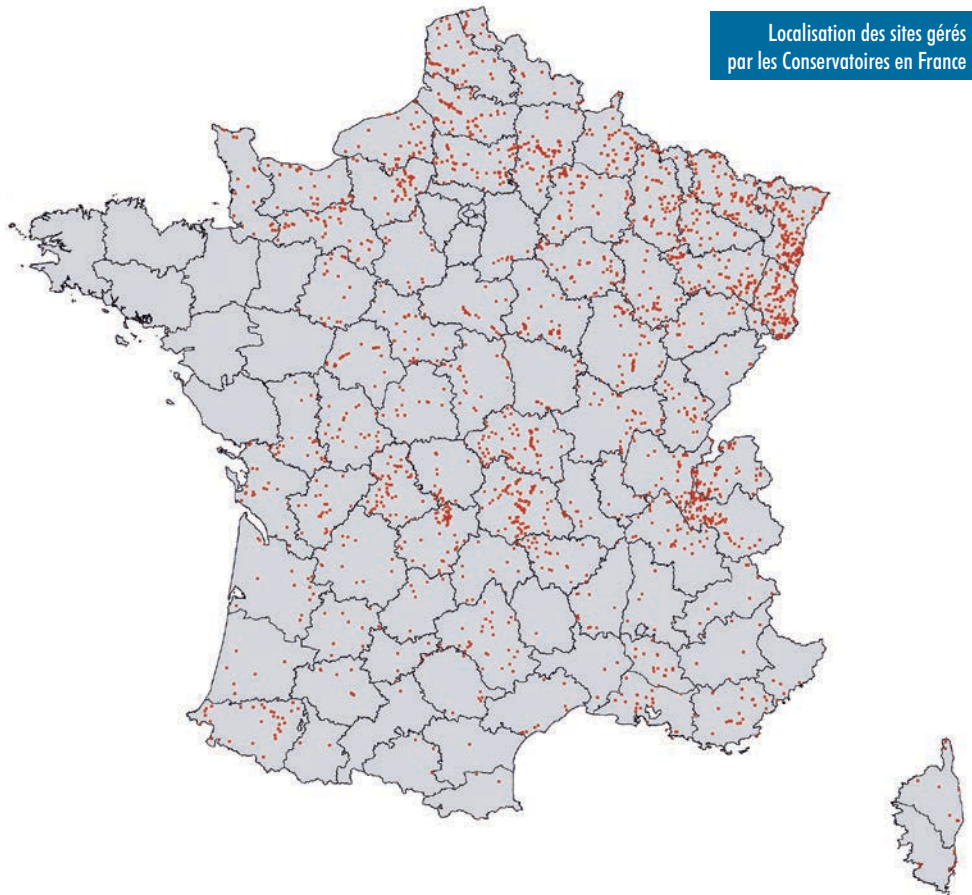 Localisation des sites gérés
par les Conservatoires en France